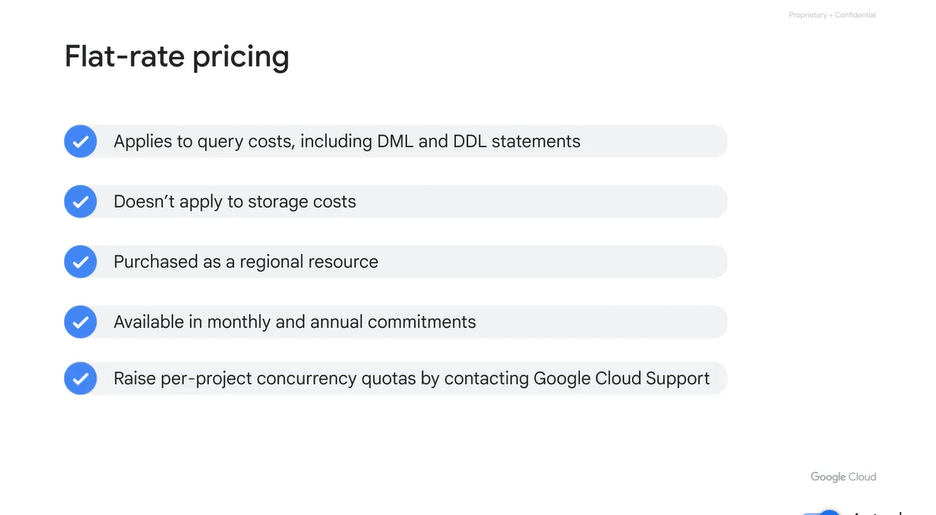 Proprietary + Confidential
Flat-rate pricing
Applies to query costs, including DML and DDL statements
Doesn't apply to storage costs
Purchased as a regional resource
Available in monthly and annual commitments
Raise per-project concurrency quotas by contacting Google Cloud Support
Google Cloud